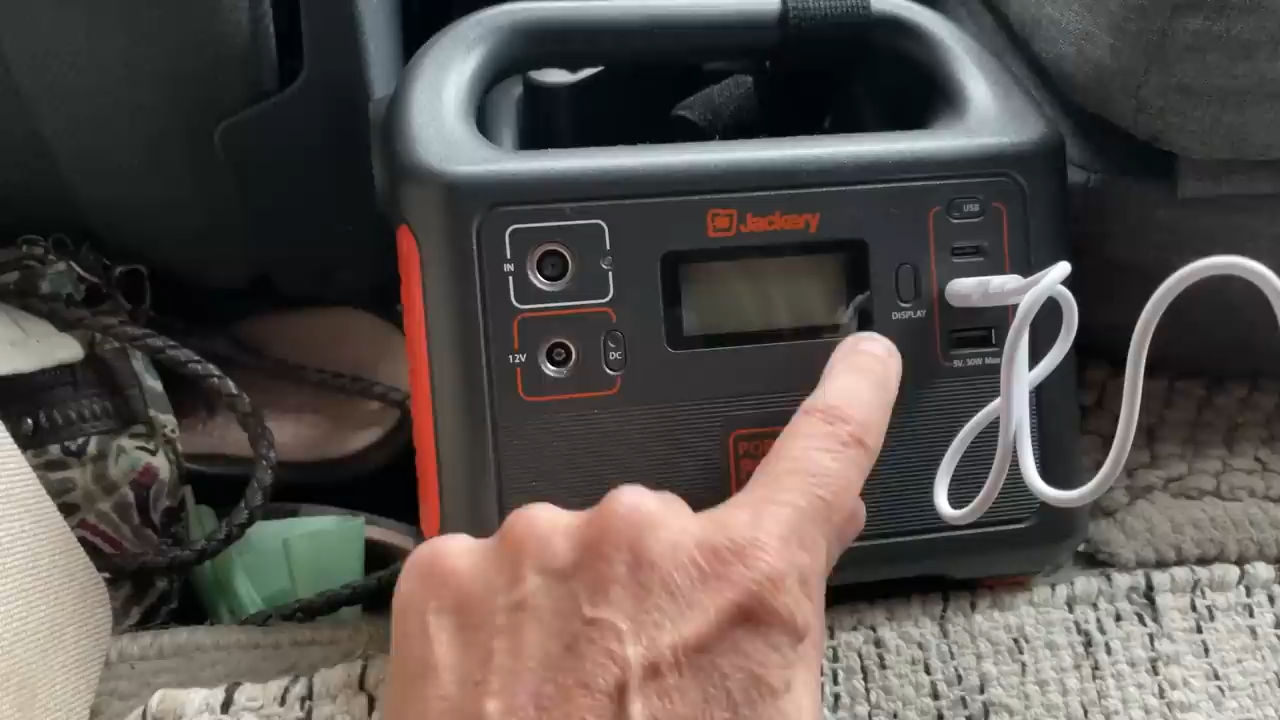 Jackery
USB
IN
DISPLAY
12V
DC
5V, 30W Max